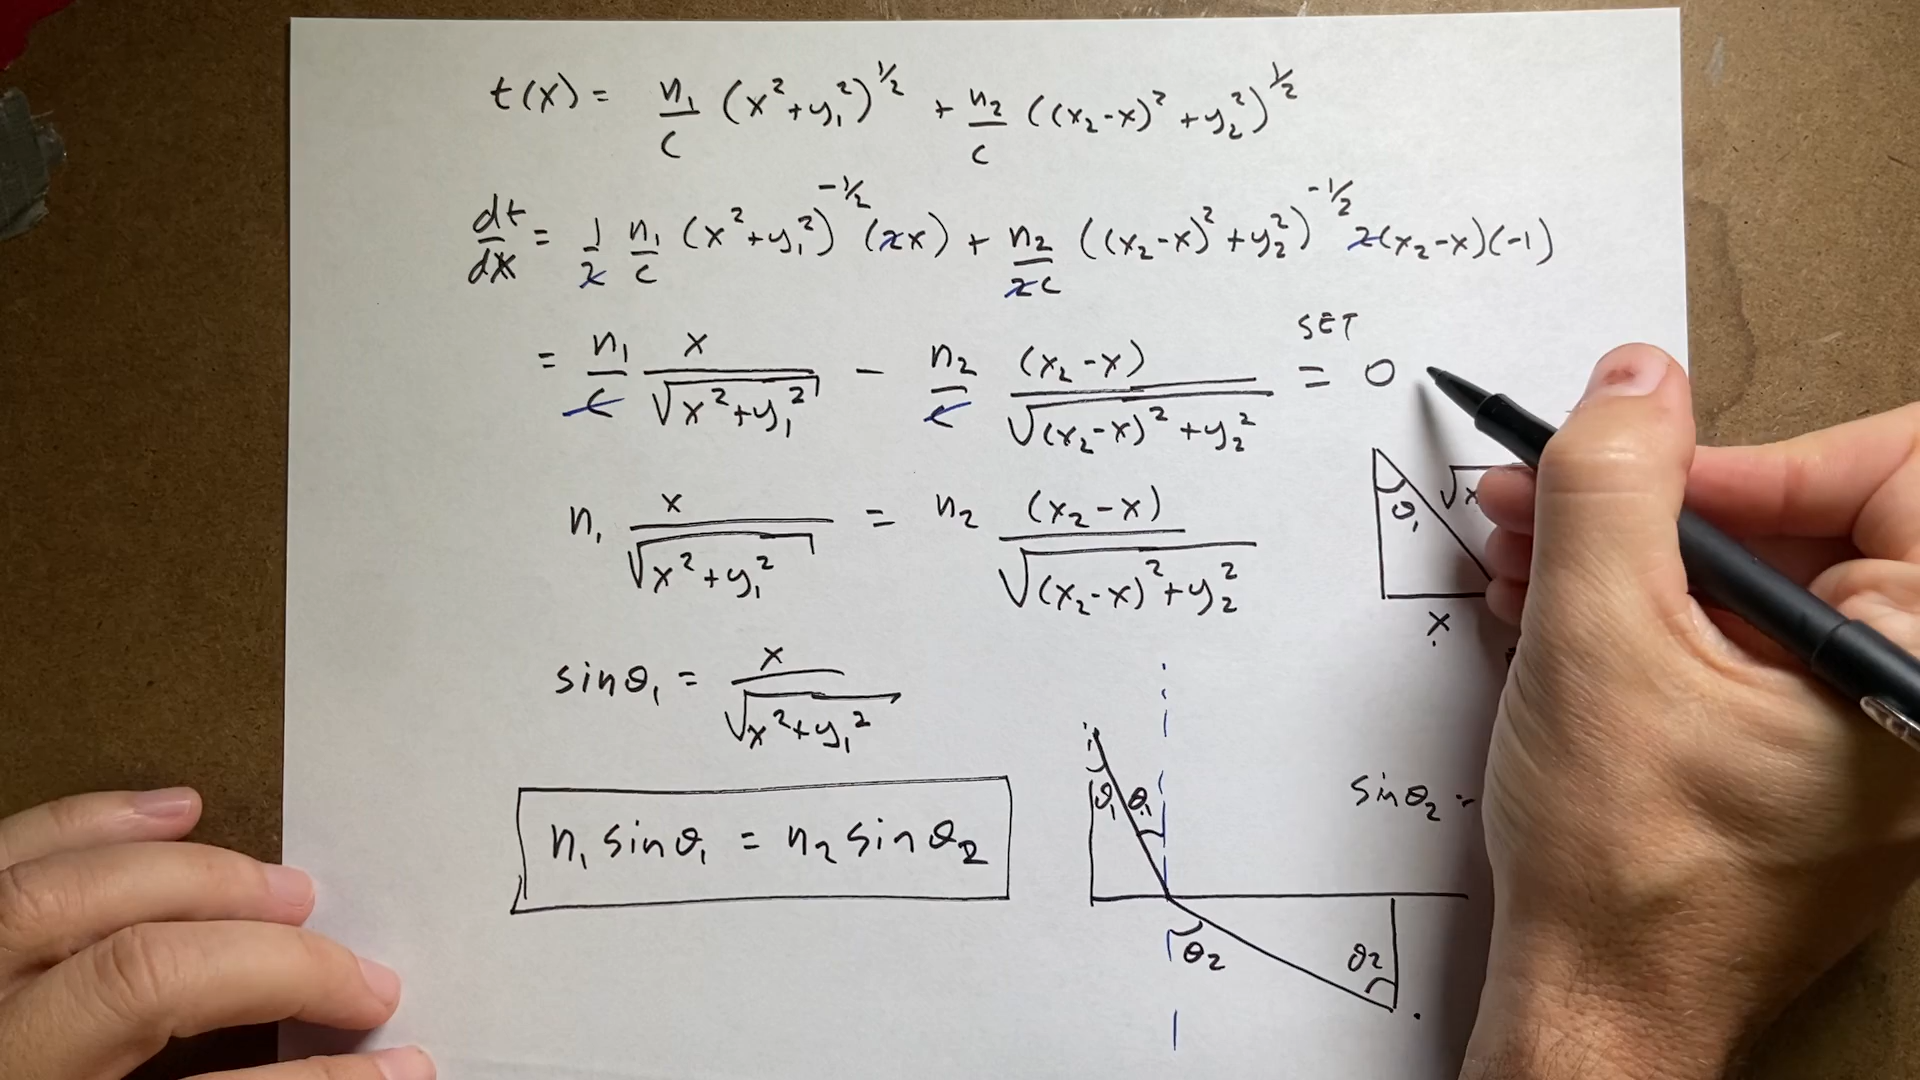 t(x) = n₁/c (x²+y₁²)^½ + n₂/c ((x₂-x)²+y₂²)^½
dt/dx = 1/2 n₁/c (x²+y₁²)^-½ (2x) + n₂/2c ((x₂-x)²+y₂²)^-½ 2(x₂-x)(-1)
SET
= n₁/c x/√(x²+y₁²) - n₂/c (x₂-x)/√((x₂-x)²+y₂²) = 0
n₁ x/√(x²+y₁²) = n₂ (x₂-x)/√((x₂-x)²+y₂²)
θ₁ √x
x
sinθ₁ = x/√(x²+y₁²)
θ₁ θ₁
sinθ₂ =
n₁ sinθ₁ = n₂ sinθ₂
θ₂ θ₂